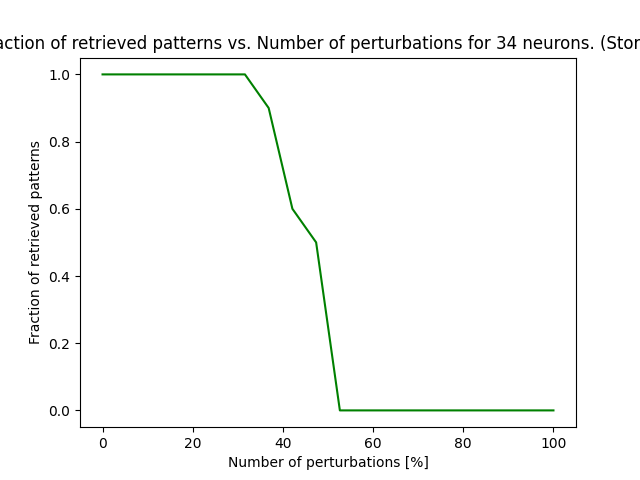 action of retrieved patterns vs. Number of perturbations for 34 neurons. (Stor
1.0
0.8
0.6
0.4
0.2
0.0
Fraction of retrieved patterns
0 20 40 60 80 100
Number of perturbations [%]